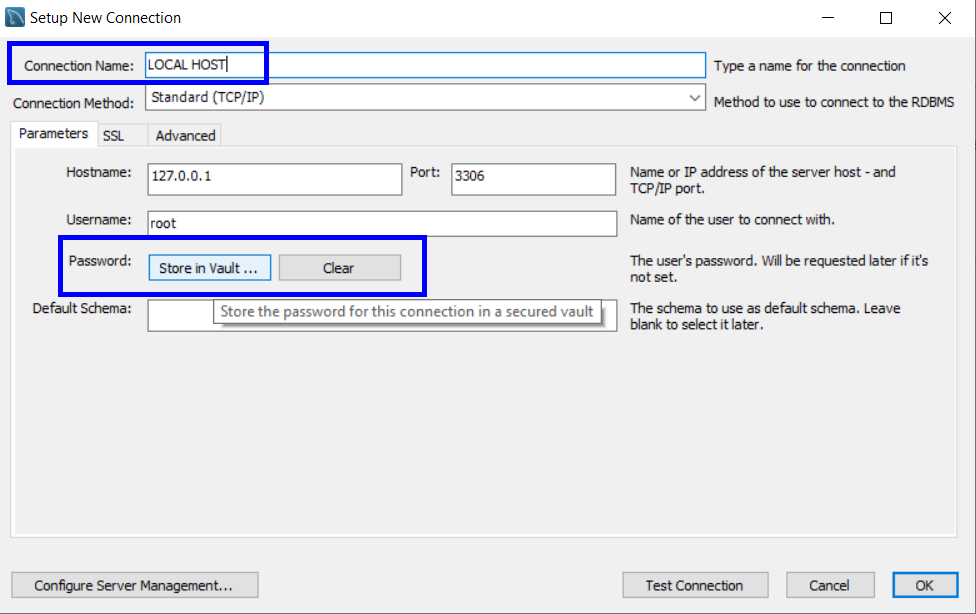 Setup New Connection
Connection Name: LOCAL HOST Type a name for the connection
Connection Method: Standard (TCP/IP) Method to use to connect to the RDBMS
Parameters SSL Advanced
Hostname: 127.0.0.1 Port: 3306 Name or IP address of the server host - and
TCP/IP port.
Username: root Name of the user to connect with.
Password: Store in Vault ... Clear The user's password. Will be requested later if it's
not set.
Default Schema: Store the password for this connection in a secured vault The schema to use as default schema. Leave
blank to select it later.
Configure Server Management... Test Connection Cancel OK